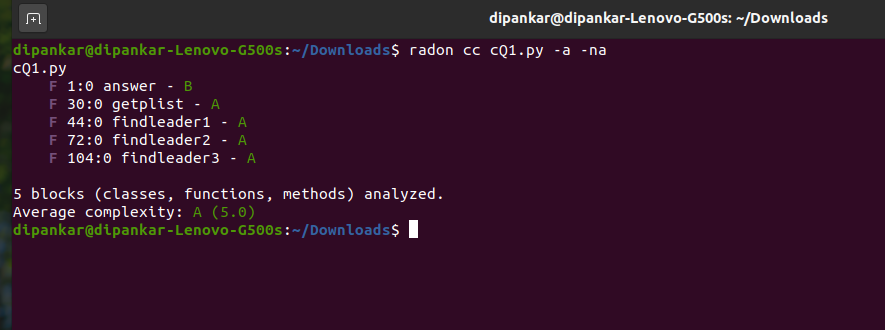 dipankar@dipankar-Lenovo-G500s: ~/Downloads
dipankar@dipankar-Lenovo-G500s:~/Downloads$ radon cc cQ1.py -a -na
cQ1.py
    F 1:0 answer - B
    F 30:0 getplist - A
    F 44:0 findleader1 - A
    F 72:0 findleader2 - A
    F 104:0 findleader3 - A
5 blocks (classes, functions, methods) analyzed.
Average complexity: A (5.0)
dipankar@dipankar-Lenovo-G500s:~/Downloads$